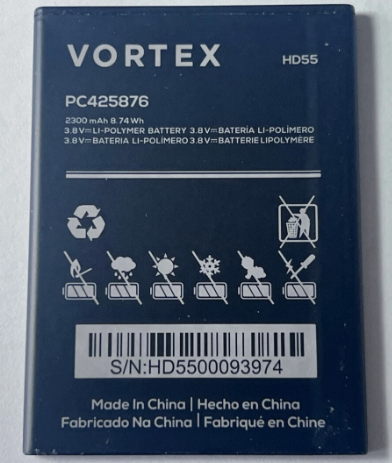 VORTEX HD55
PC425876
2300 mAh 8.74 Wh
3.8V⎓LI-POLYMER BATTERY 3.8V⎓BATERÍA LI-POLÍMERO
3.8V⎓BATERIA LI-POLÍMERO 3.8V⎓BATTERIE LIPOLYMÈRE
S/N:HD5500093974
Made In China | Hecho en China
Fabricado Na China | Fabriqué en Chine